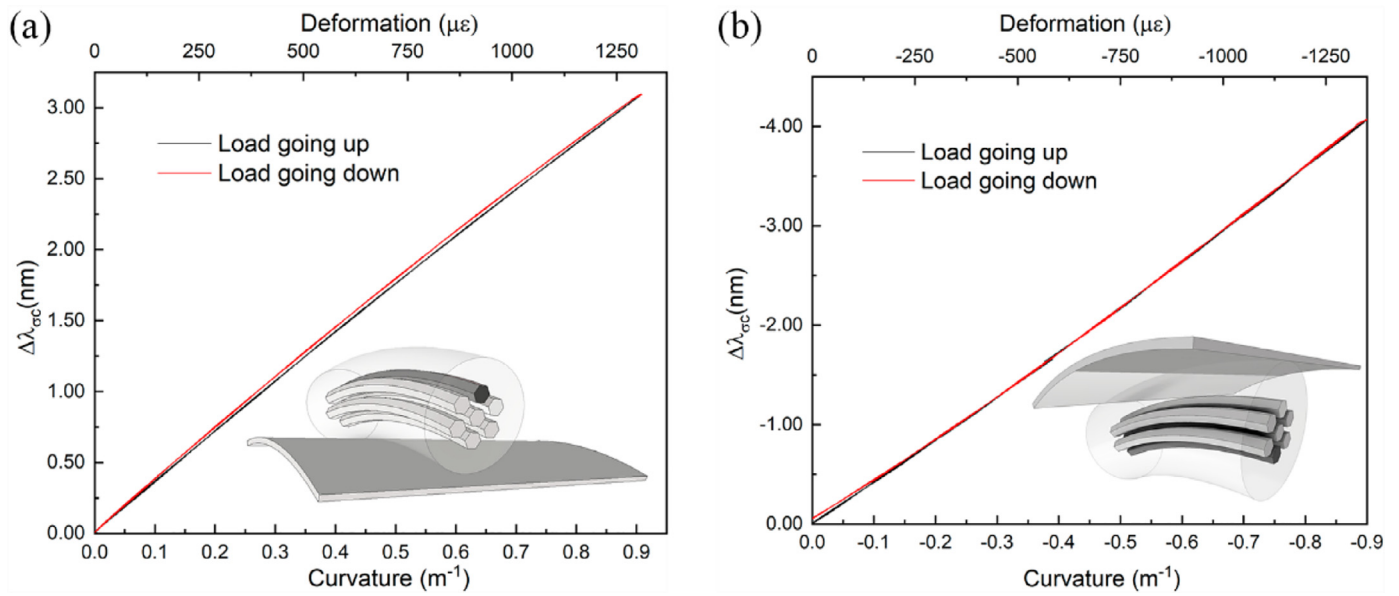 (a)
Deformation (με)
0 250 500 750 1000 1250
3.00
2.50
2.00
1.50
1.00
0.50
0.00
Δλσc(nm)
Load going up
Load going down
0.0 0.1 0.2 0.3 0.4 0.5 0.6 0.7 0.8 0.9
Curvature (m⁻¹)
(b)
Deformation (με)
0 -250 -500 -750 -1000 -1250
-4.00
-3.00
-2.00
-1.00
0.00
Δλσc(nm)
Load going up
Load going down
0.0 -0.1 -0.2 -0.3 -0.4 -0.5 -0.6 -0.7 -0.8 -0.9
Curvature (m⁻¹)